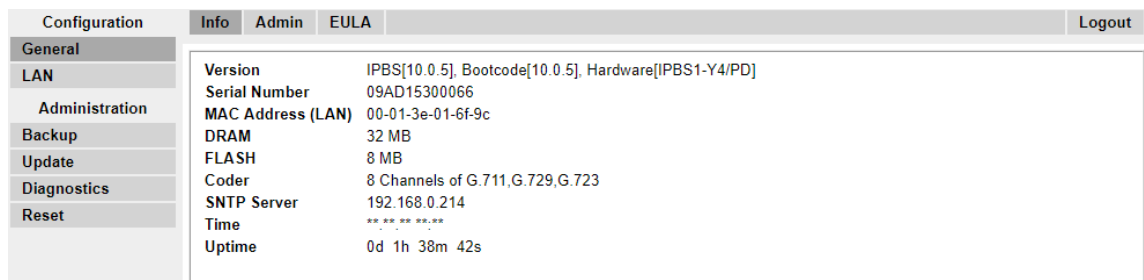 Configuration
General
LAN
Administration
Backup
Update
Diagnostics
Reset
Info Admin EULA Logout
Version IPBS[10.0.5], Bootcode[10.0.5], Hardware[IPBS1-Y4/PD]
Serial Number 09AD15300066
MAC Address (LAN) 00-01-3e-01-6f-9c
DRAM 32 MB
FLASH 8 MB
Coder 8 Channels of G.711,G.729,G.723
SNTP Server 192.168.0.214
Time **.**.** **:**
Uptime 0d 1h 38m 42s